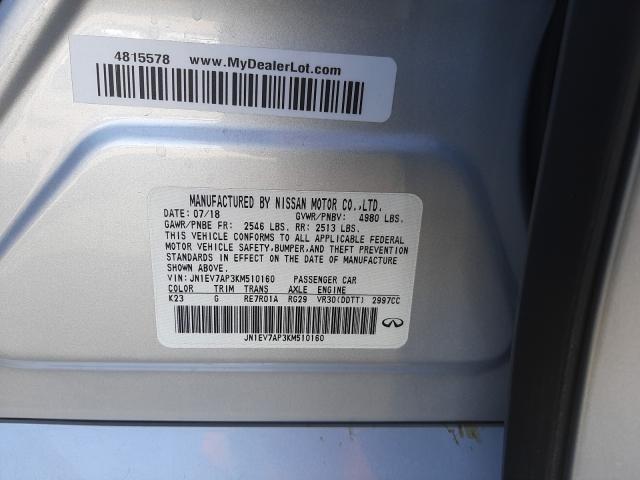 4815578 www.MyDealerLot.com
MANUFACTURED BY NISSAN MOTOR CO.,LTD.
DATE: 07/18 GVWR/PNBV: 4980 LBS.
GAWR/PNBE FR: 2546 LBS. RR: 2513 LBS.
THIS VEHICLE CONFORMS TO ALL APPLICABLE FEDERAL
MOTOR VEHICLE SAFETY,BUMPER,AND THEFT PREVENTION
STANDARDS IN EFFECT ON THE DATE OF MANUFACTURE
SHOWN ABOVE.
VIN: JN1EV7AP3KM510160 PASSENGER CAR
COLOR TRIM TRANS AXLE ENGINE
K23 G RE7R01A RG29 VR30(DDTT) 2997CC
JN1EV7AP3KM510160